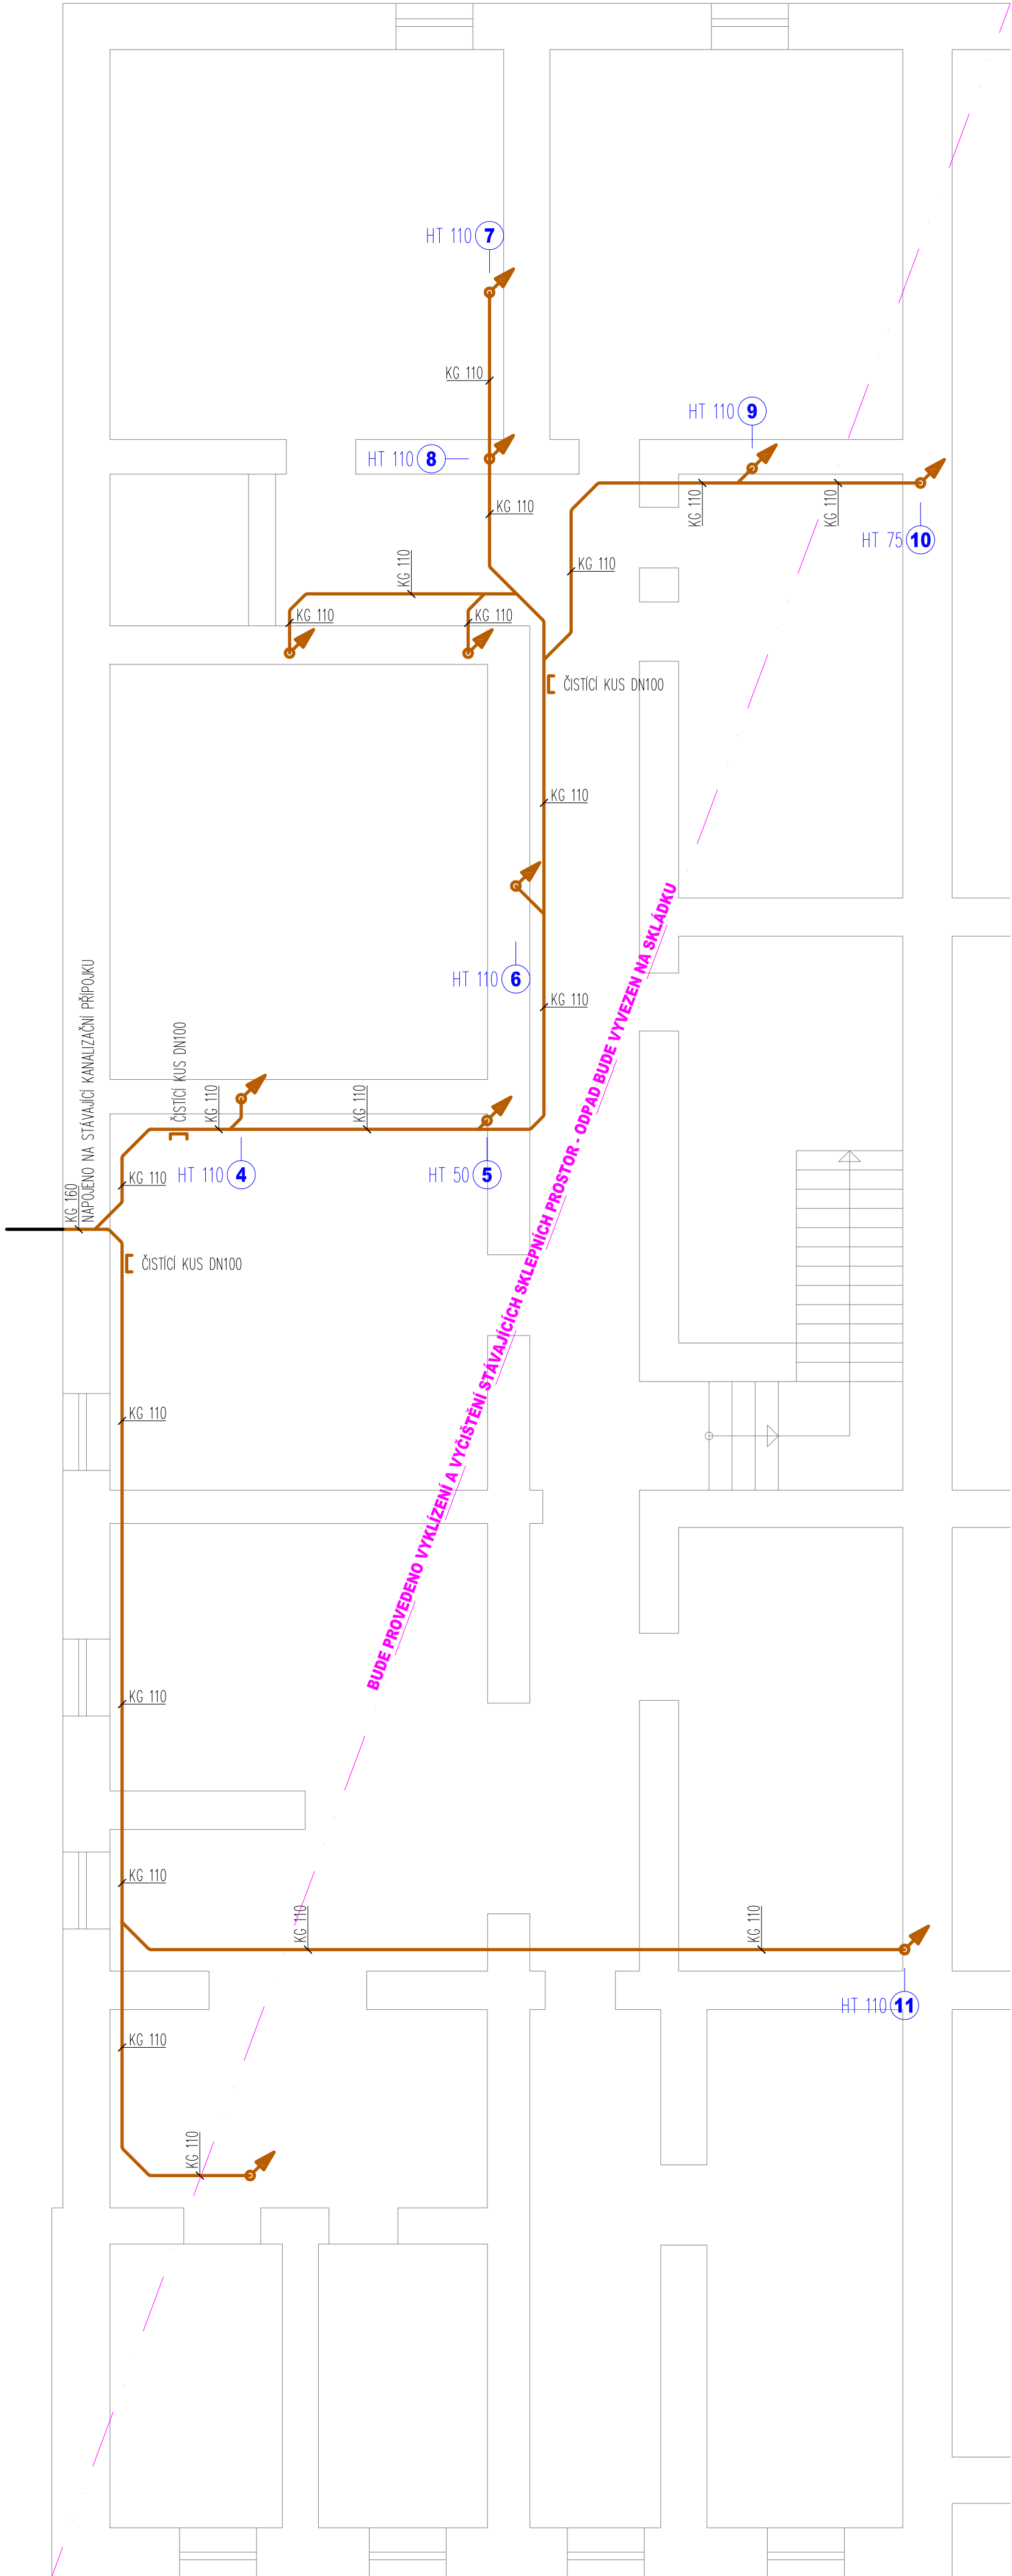 HT 110 7
KG 110
HT 110 9
HT 110 8
KG 110
KG 110
KG 110
HT 75 10
KG 110
KG 110
KG 110
KG 110
ČISTÍCÍ KUS DN100
KG 110
HT 110 6
KG 110
BUDE PROVEDENO VYKLÍZENÍ A VYČIŠTĚNÍ STÁVAJÍCÍCH SKLEPNÍCH PROSTOR - ODPAD BUDE VYVEZEN NA SKLÁDKU
KG 160
NAPOJENO NA STÁVAJÍCÍ KANALIZAČNÍ PŘÍPOJKU
ČISTÍCÍ KUS DN100
KG 110
KG 110
KG 110
HT 110 4
HT 50 5
ČISTÍCÍ KUS DN100
KG 110
KG 110
KG 110
KG 110
KG 110
HT 110 11
KG 110
KG 110